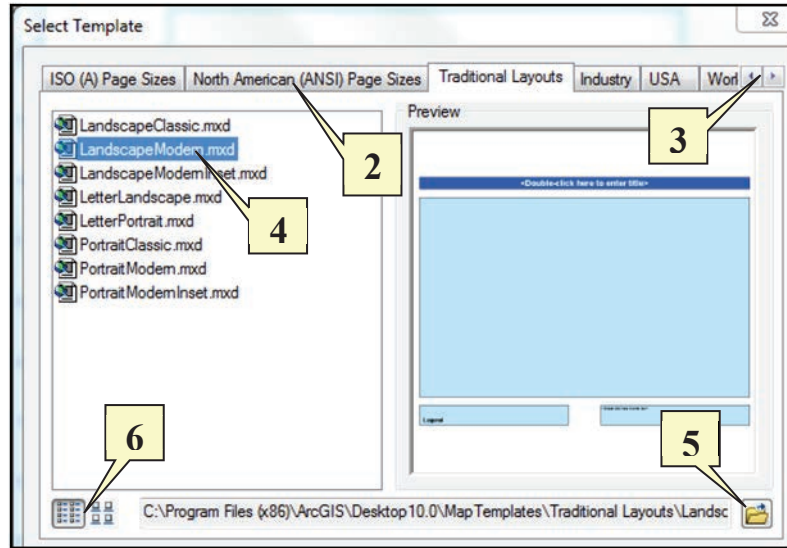 Select Template
ISO (A) Page Sizes North American (ANSI) Page Sizes Traditional Layouts Industry USA Worl
LandscapeClassic.mxd
LandscapeModern.mxd
LandscapeModernInset.mxd
LetterLandscape.mxd
LetterPortrait.mxd
PortraitClassic.mxd
PortraitModern.mxd
PortraitModernInset.mxd
Preview
<Double-click here to enter title>
Legend
2
3
4
5
6
C:\Program Files (x86)\ArcGIS\Desktop10.0\MapTemplates\Traditional Layouts\Landsc